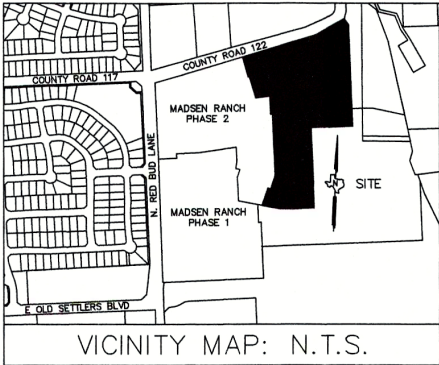 COUNTY ROAD 122
COUNTY ROAD 117
MADSEN RANCH
PHASE 2
N. RED BUD LANE
SITE
MADSEN RANCH
PHASE 1
E OLD SETTLERS BLVD
VICINITY MAP: N.T.S.